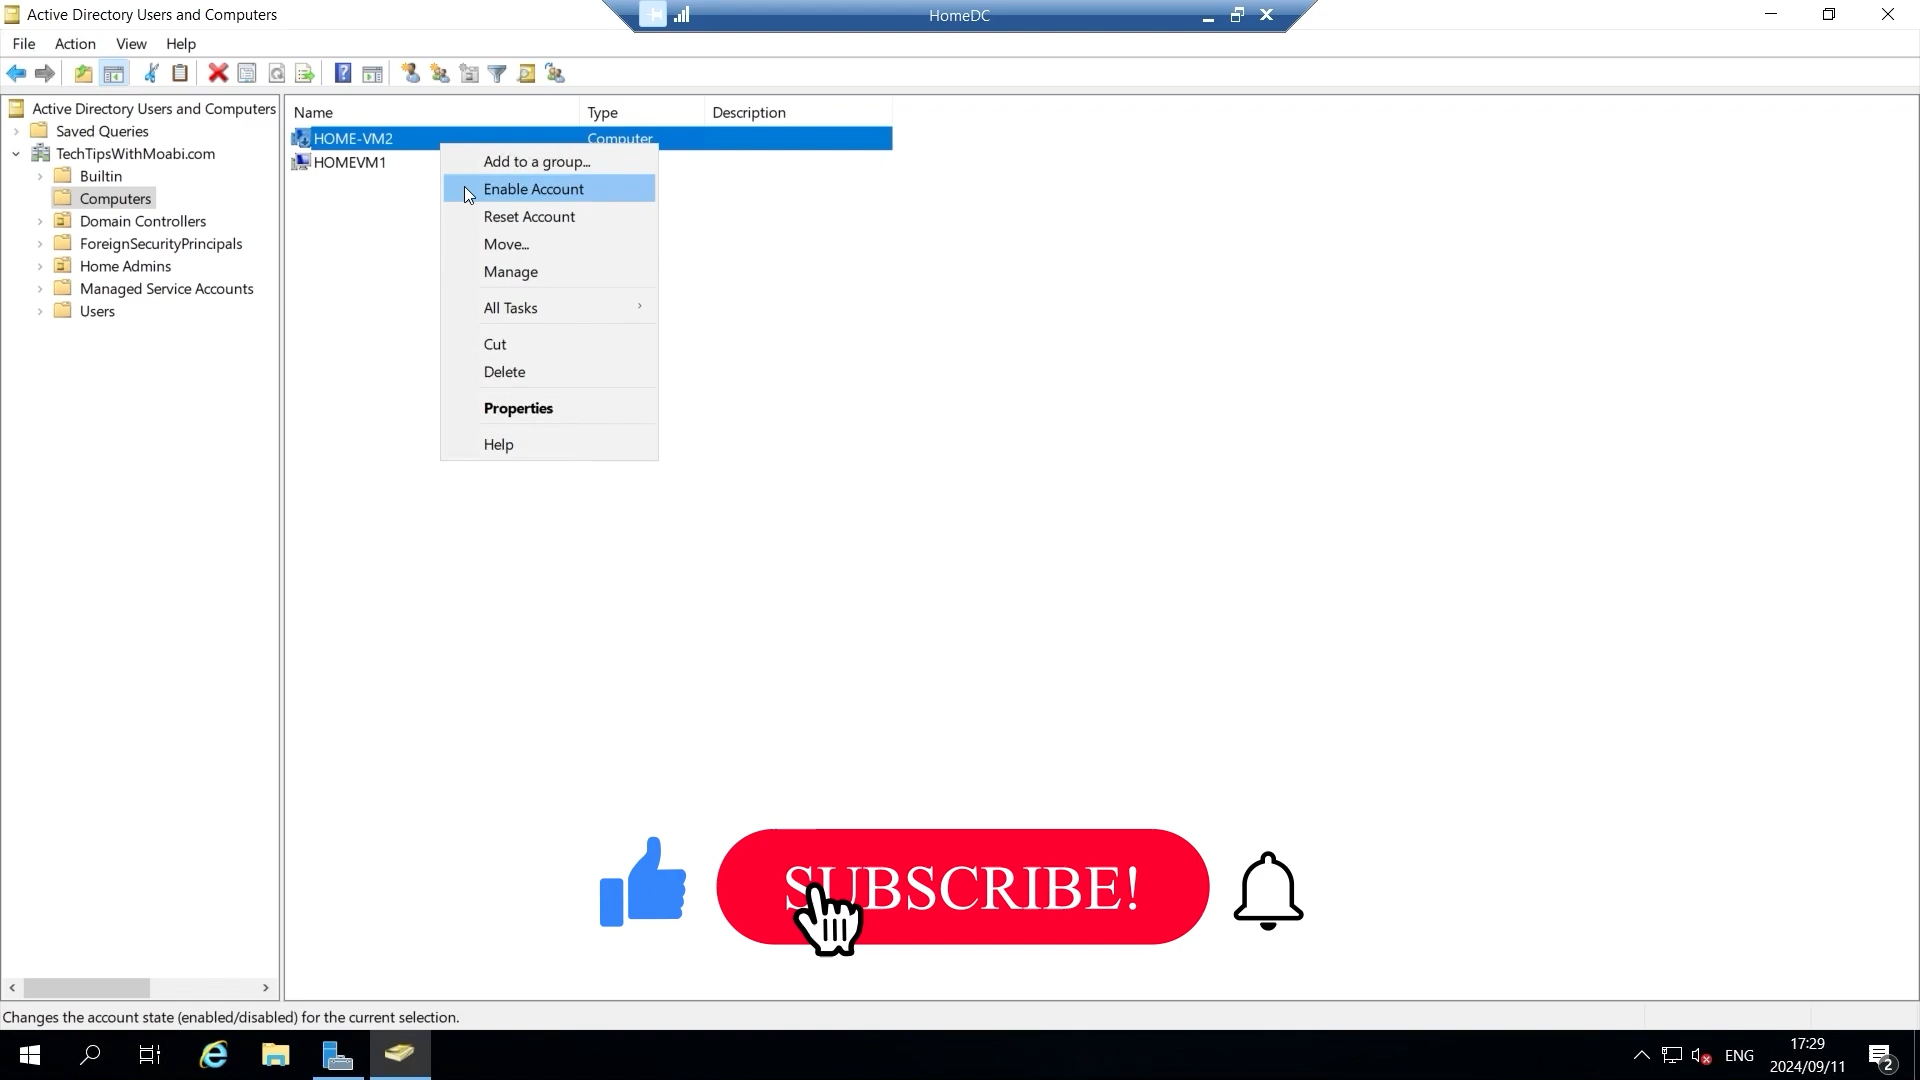 Active Directory Users and Computers
HomeDC
File Action View Help
Active Directory Users and Computers
Saved Queries
TechTipsWithMoabi.com
Builtin
Computers
Domain Controllers
ForeignSecurityPrincipals
Home Admins
Managed Service Accounts
Users
Name Type Description
HOME-VM2 Computer
HOMEVM1
Add to a group...
Enable Account
Reset Account
Move...
Manage
All Tasks
Cut
Delete
Properties
Help
SUBSCRIBE!
Changes the account state (enabled/disabled) for the current selection.
ENG
17:29
2024/09/11
2